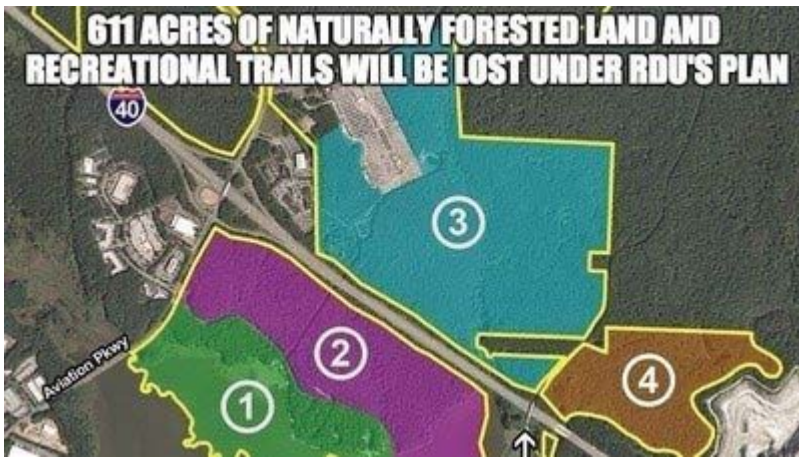 611 ACRES OF NATURALLY FORESTED LAND AND
RECREATIONAL TRAILS WILL BE LOST UNDER RDU'S PLAN
40
3
2
Aviation Pkwy
4
1